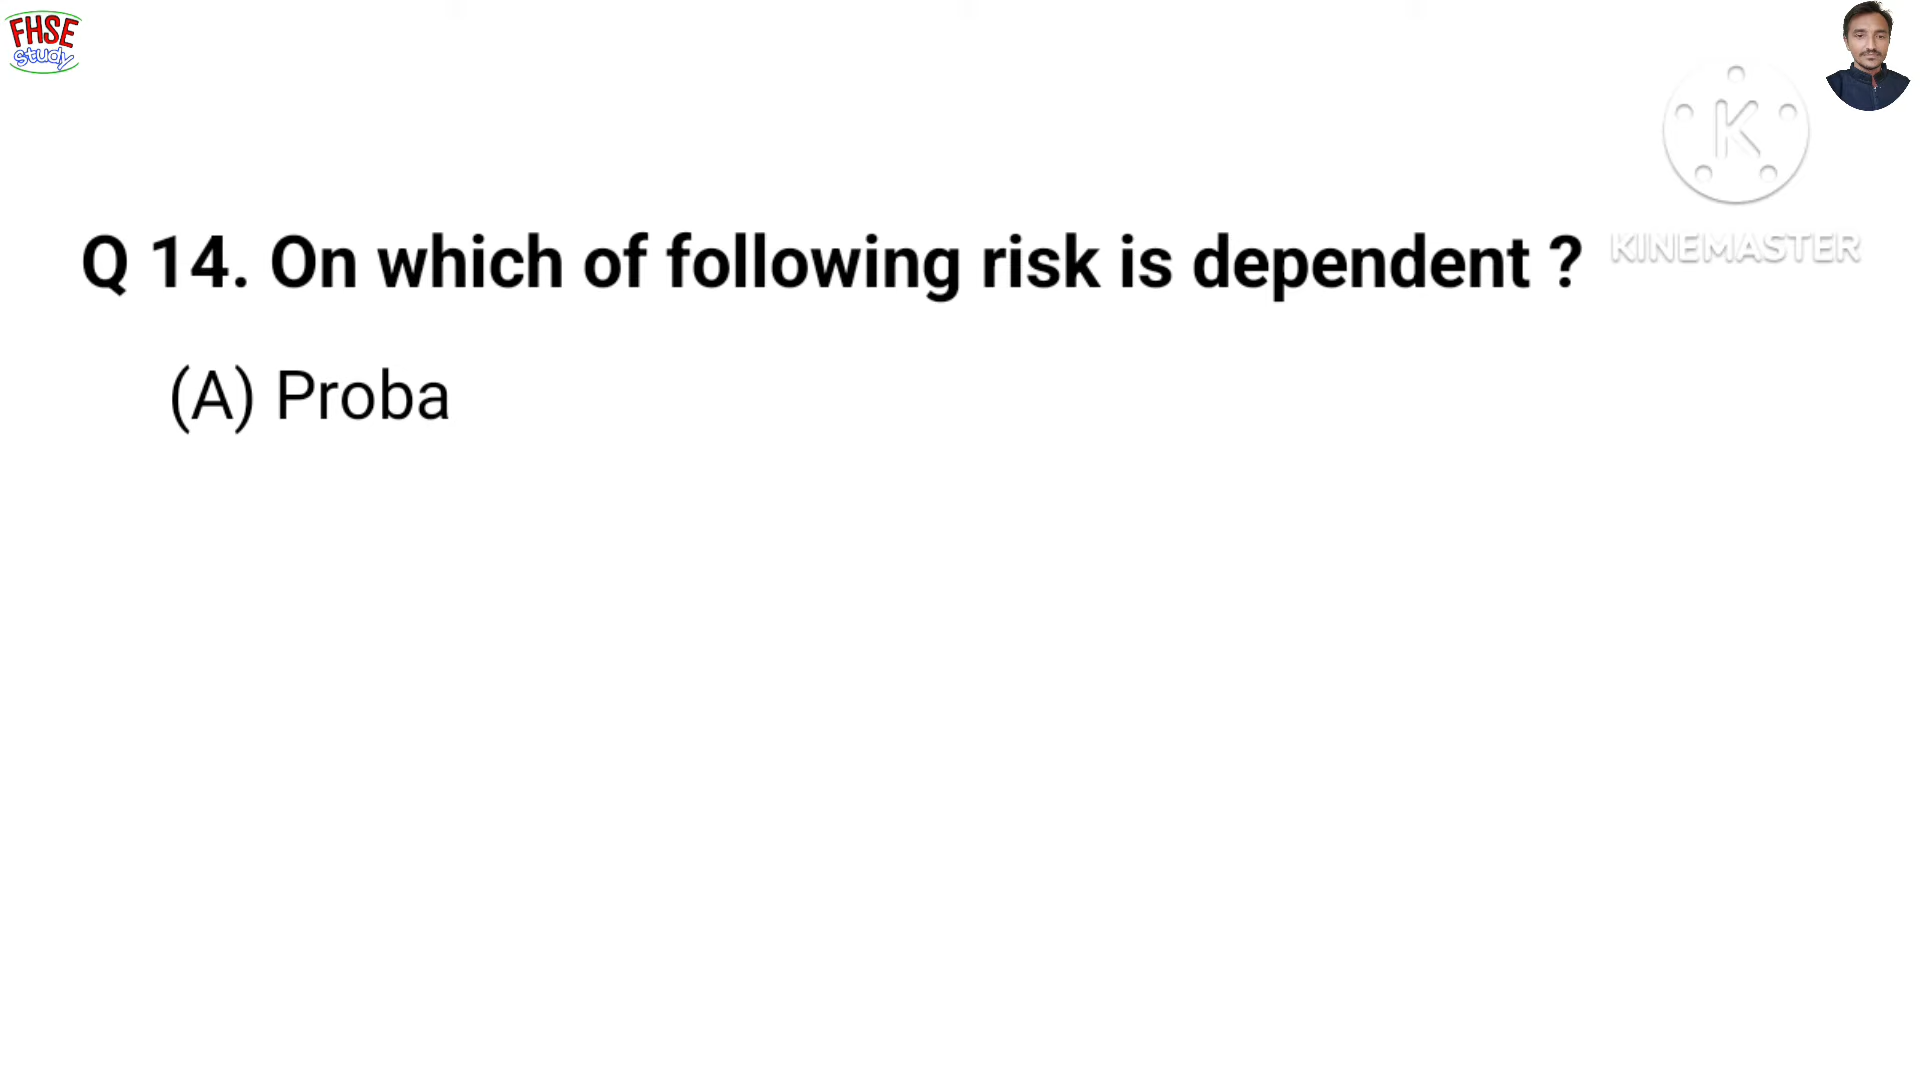 FHSE
study
Q 14. On which of following risk is dependent ?
KINEMASTER
(A) Proba